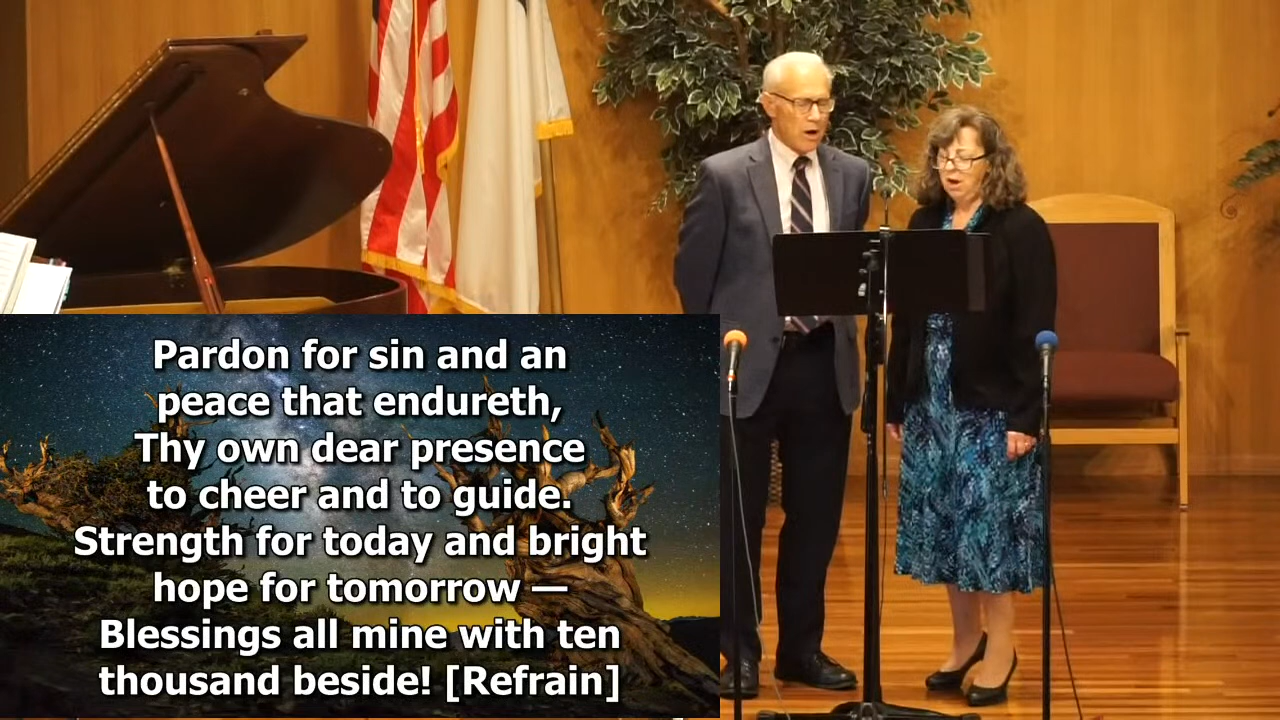 Pardon for sin and an
peace that endureth,
Thy own dear presence
to cheer and to guide.
Strength for today and bright
hope for tomorrow —
Blessings all mine with ten
thousand beside! [Refrain]